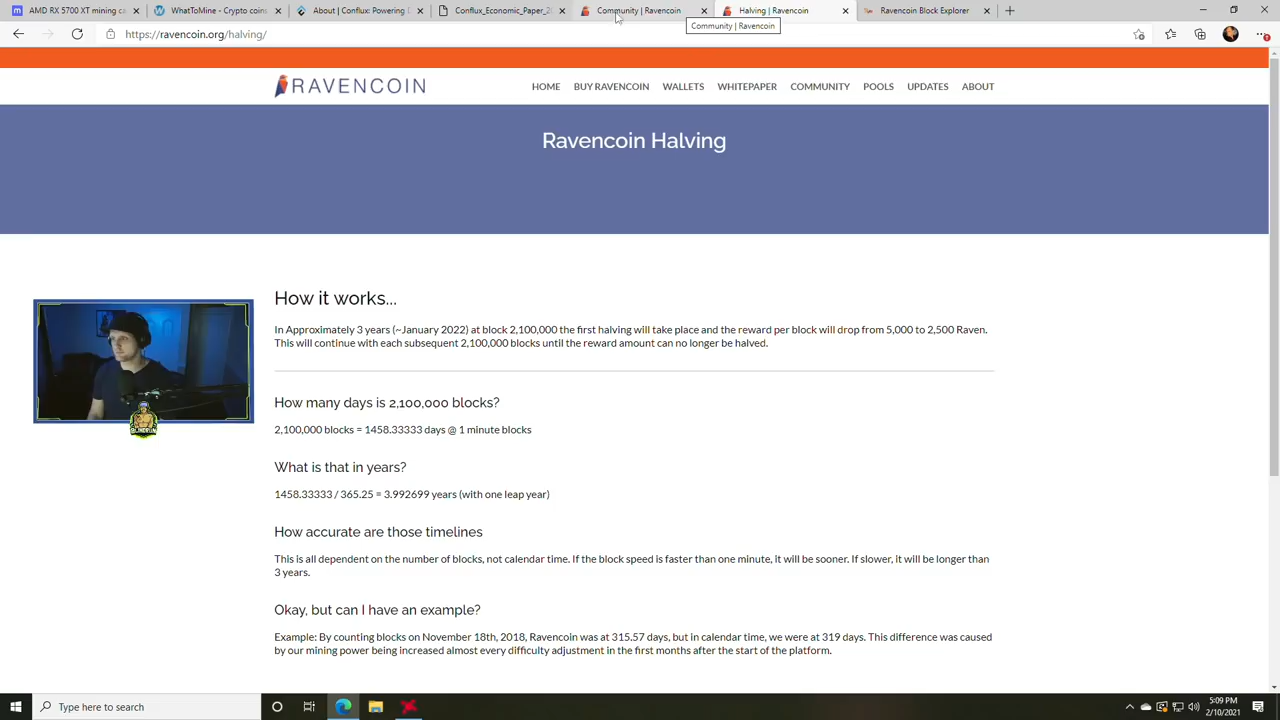 AMD RX 5700 XT mining ca
WhatToMine - Crypto coins
About | Conflux: Powering D
Conflux_Economic_Paper_20
Community | Ravencoin
Halving | Ravencoin
Ravencoin Block Explorer
Community | Ravencoin
https://ravencoin.org/halving/
RAVENCOIN
HOME BUY RAVENCOIN WALLETS WHITEPAPER COMMUNITY POOLS UPDATES ABOUT
Ravencoin Halving
How it works...
In Approximately 3 years (~January 2022) at block 2,100,000 the first halving will take place and the reward per block will drop from 5,000 to 2,500 Raven.
This will continue with each subsequent 2,100,000 blocks until the reward amount can no longer be halved.
How many days is 2,100,000 blocks?
2,100,000 blocks = 1458.33333 days @ 1 minute blocks
What is that in years?
1458.33333 / 365.25 = 3.992699 years (with one leap year)
How accurate are those timelines
This is all dependent on the number of blocks, not calendar time. If the block speed is faster than one minute, it will be sooner. If slower, it will be longer than
3 years.
Okay, but can I have an example?
Example: By counting blocks on November 18th, 2018, Ravencoin was at 315.57 days, but in calendar time, we were at 319 days. This difference was caused
by our mining power being increased almost every difficulty adjustment in the first months after the start of the platform.
Type here to search
5:09 PM
2/10/2021